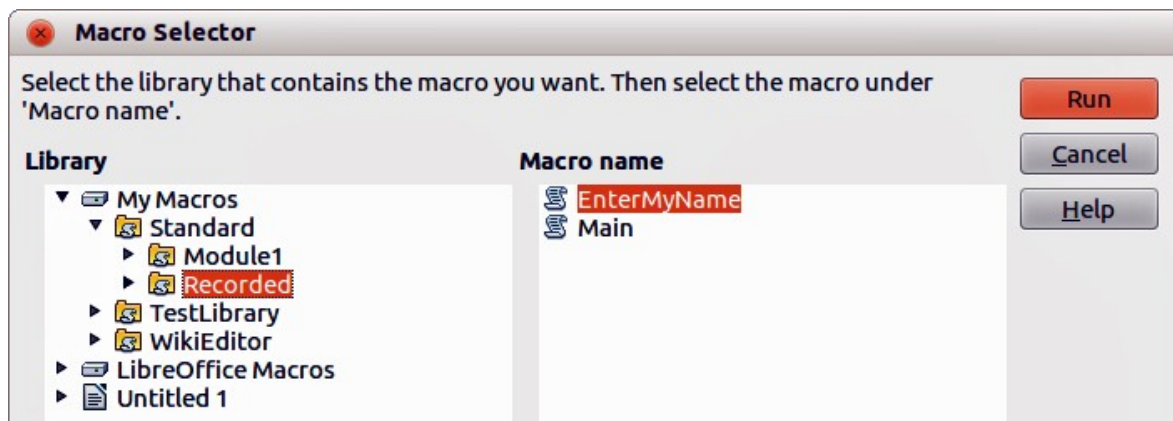 Macro Selector
Select the library that contains the macro you want. Then select the macro under
'Macro name'.
Run
Cancel
Help
Library
My Macros
Standard
Module1
Recorded
TestLibrary
WikiEditor
LibreOffice Macros
Untitled 1
Macro name
EnterMyName
Main